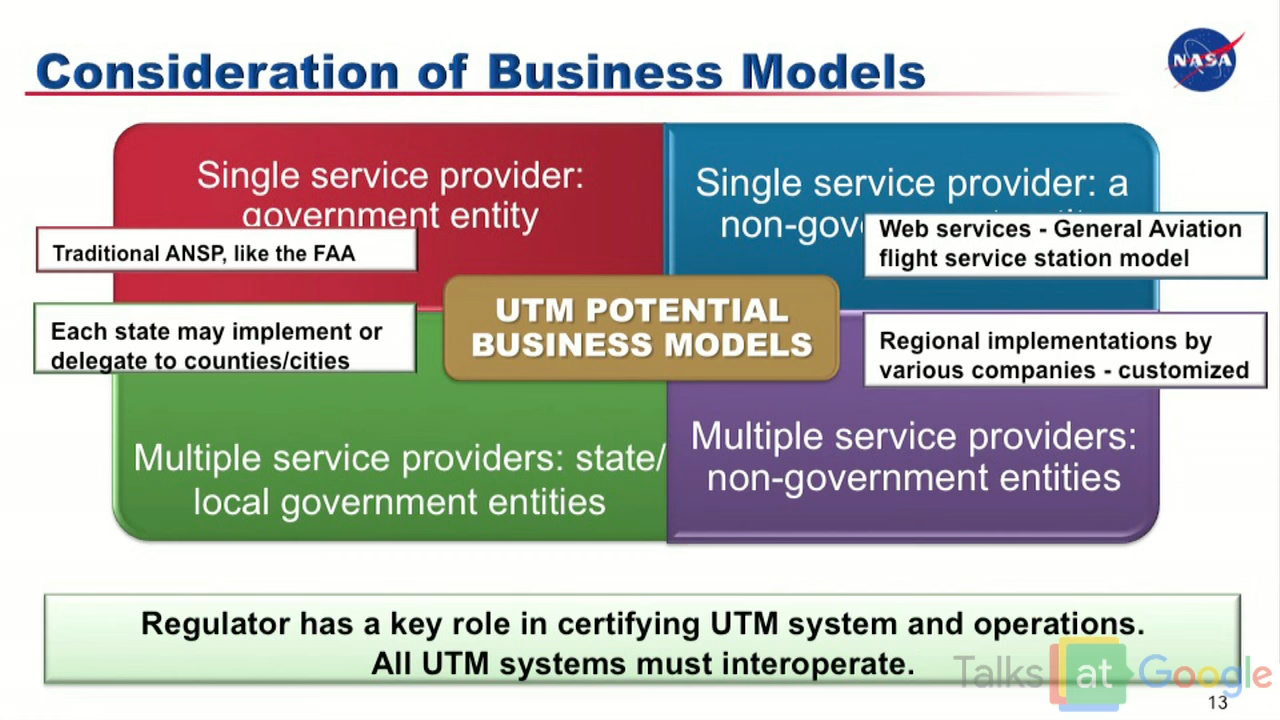 Consideration of Business Models
NASA
Single service provider:
government entity
Single service provider: a
Traditional ANSP, like the FAA
Web services - General Aviation
flight service station model
UTM POTENTIAL
BUSINESS MODELS
Each state may implement or
delegate to counties/cities
Regional implementations by
various companies - customized
Multiple service providers: state/
local government entities
Multiple service providers:
non-government entities
Regulator has a key role in certifying UTM system and operations.
All UTM systems must interoperate.
Talks at Google
13